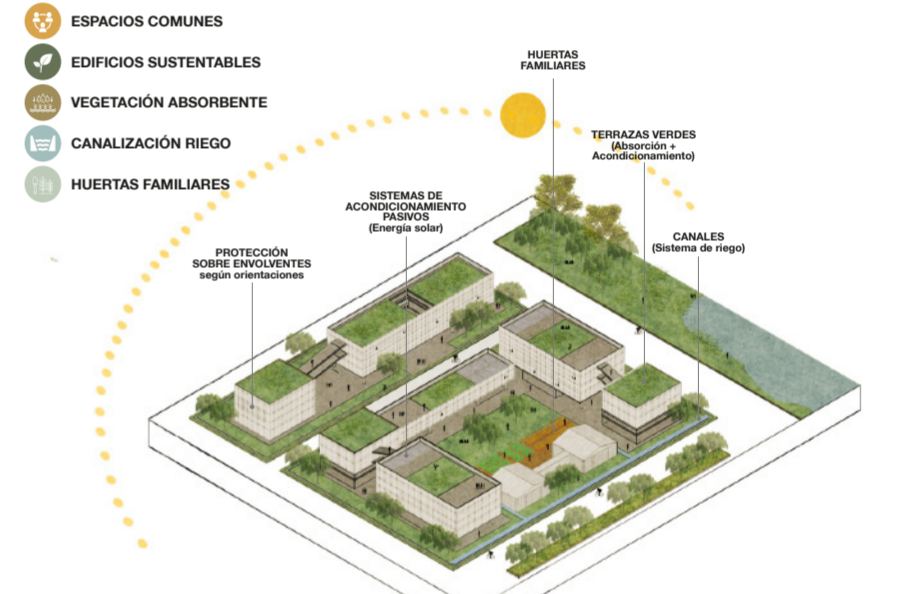 ESPACIOS COMUNES
EDIFICIOS SUSTENTABLES
VEGETACIÓN ABSORBENTE
CANALIZACIÓN RIEGO
HUERTAS FAMILIARES
HUERTAS
FAMILIARES
TERRAZAS VERDES
(Absorción +
Acondicionamiento)
SISTEMAS DE
ACONDICIONAMIENTO
PASIVOS
(Energía solar)
CANALES
(Sistema de riego)
PROTECCIÓN
SOBRE ENVOLVENTES
según orientaciones